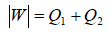 |W| = Q₁ + Q₂